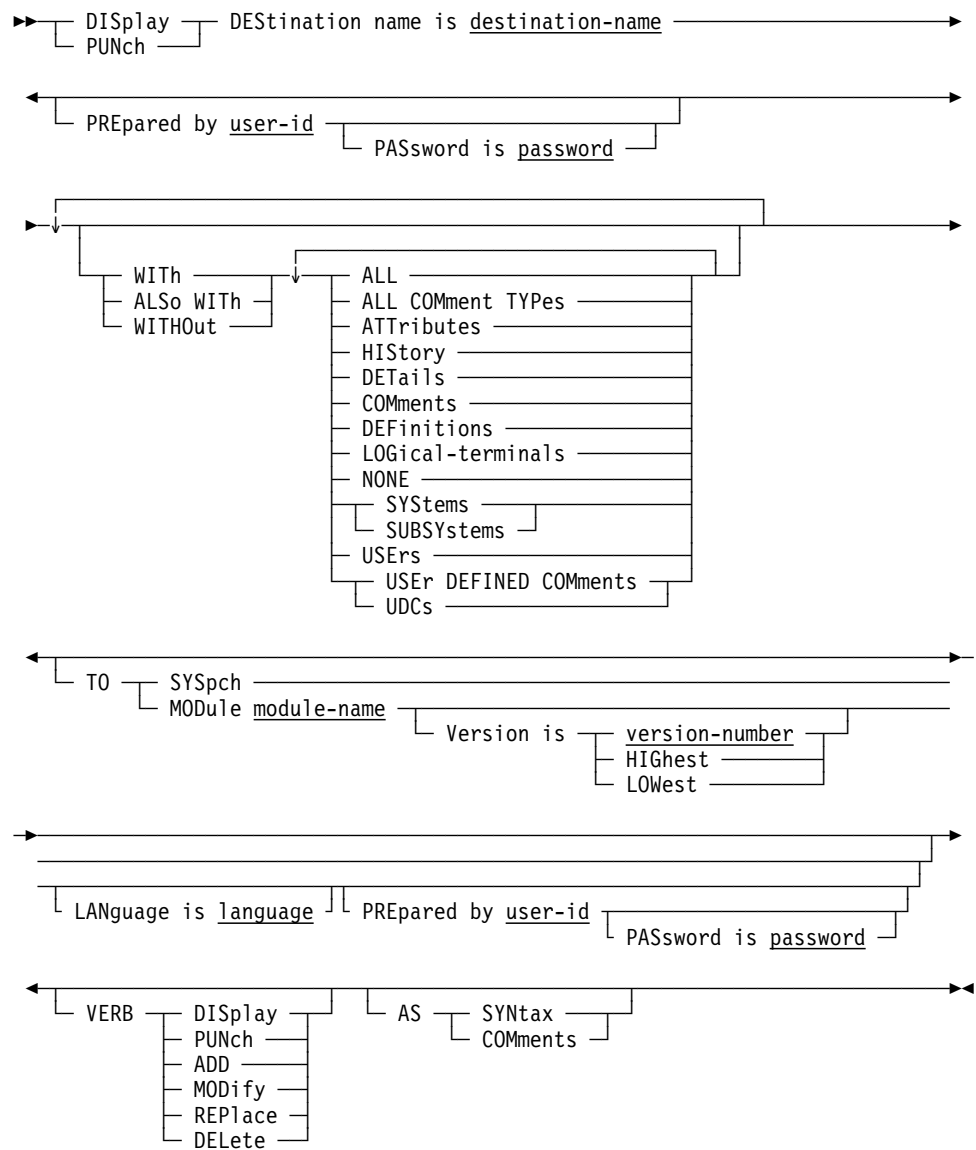 DISplay DEStination name is destination-name
PUNch
PREpared by user-id
PASsword is password
WITh ALL
ALSo WITh ALL COMment TYPes
WITHOut ATTributes
HIStory
DETails
COMments
DEFinitions
LOGical-terminals
NONE
SYStems
SUBSYstems
USErs
USEr DEFINED COMments
UDCs
TO SYSpch
MODule module-name
Version is version-number
HIGhest
LOWest
LANguage is language PREpared by user-id
PASsword is password
VERB DISplay AS SYNtax
PUNch COMments
ADD
MODify
REPlace
DELete